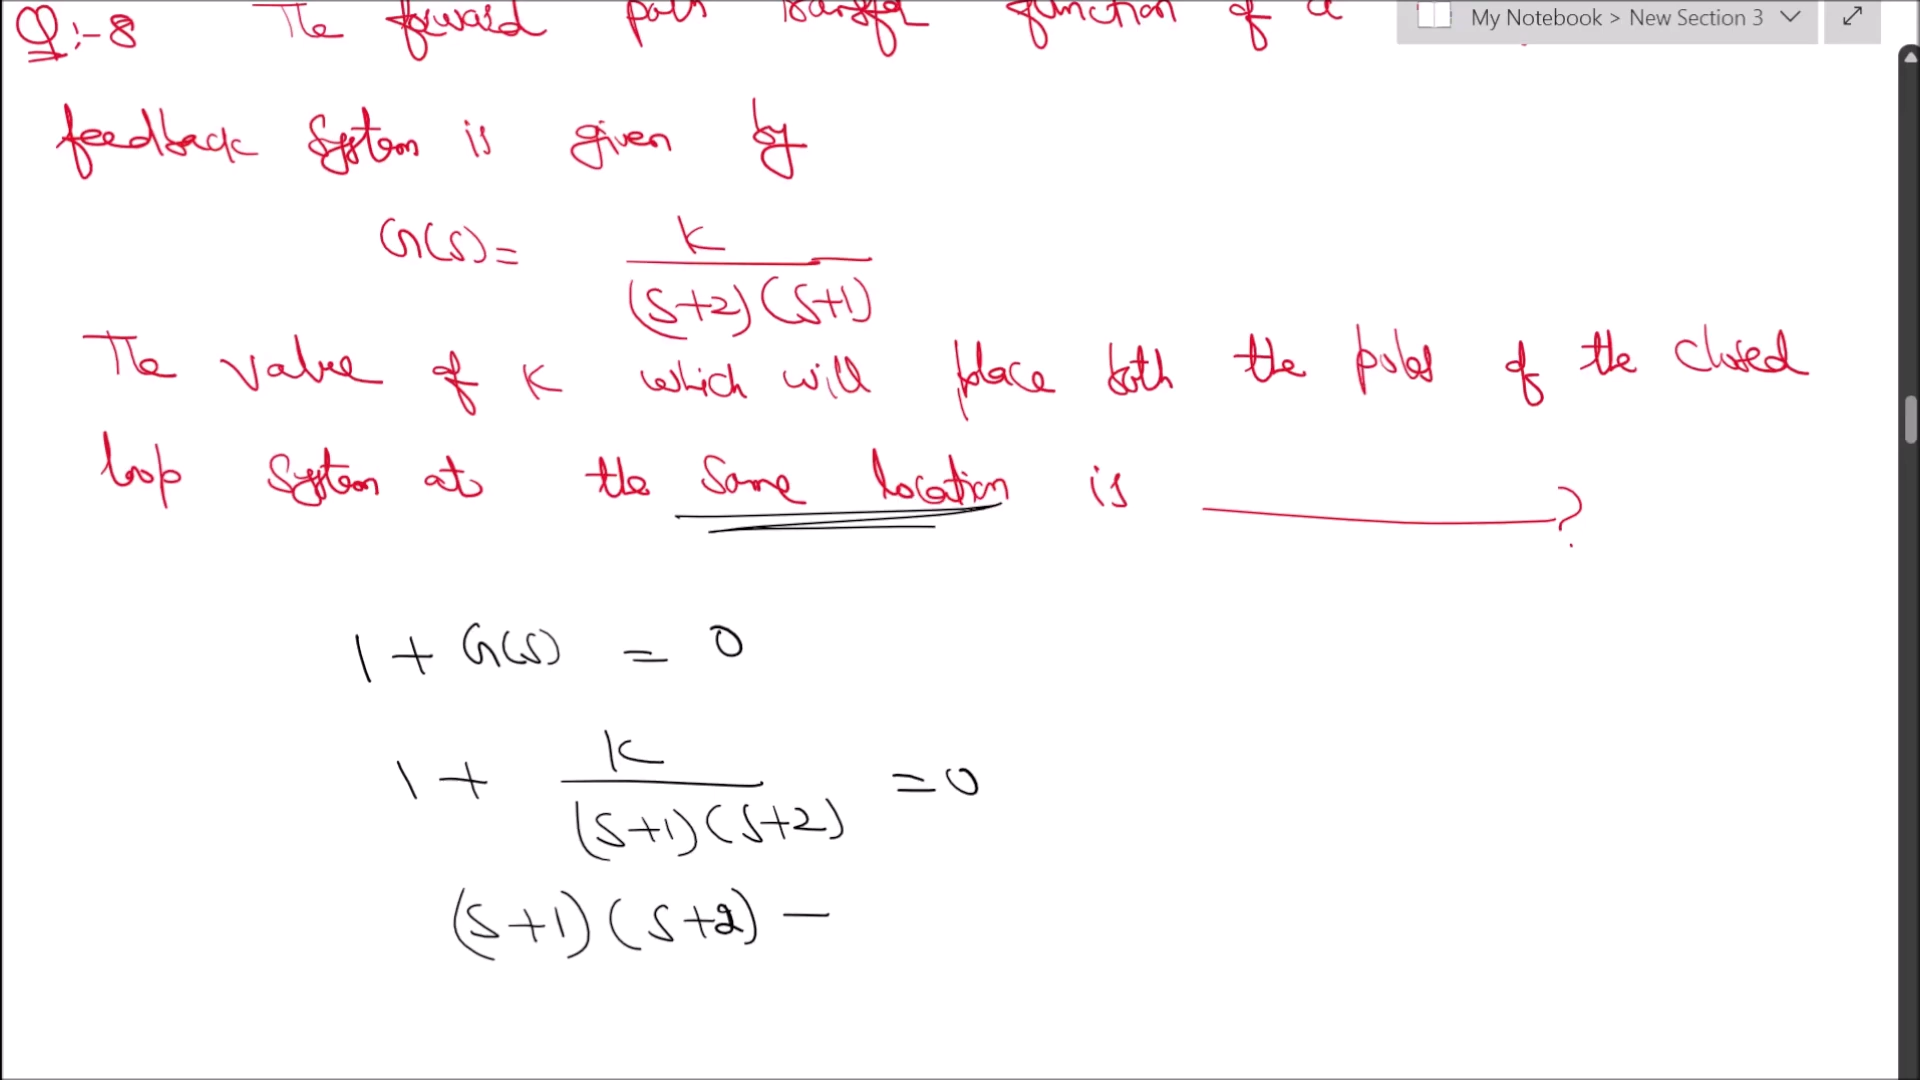 Q:-8 The forward path transfer function of a
My Notebook > New Section 3
feedback system is given by
G(s) = K / (s+2)(s+1)
The value of K which will place both the poles of the closed
loop system at the same location is ________?
1 + G(s) = 0
1 + K / (s+1)(s+2) = 0
(s+1)(s+2) –